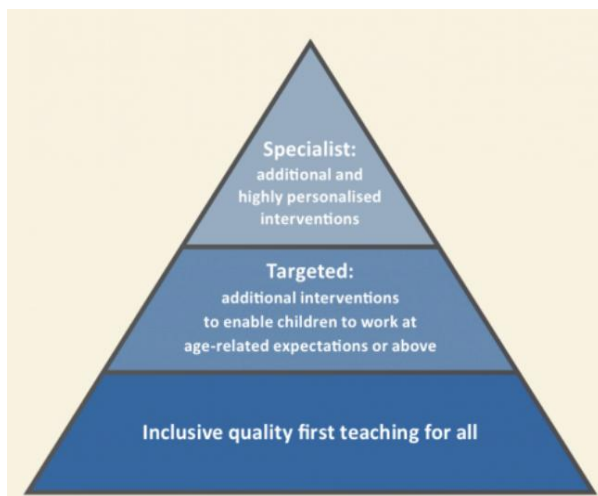 Specialist:
additional and
highly personalised
interventions
Targeted:
additional interventions
to enable children to work at
age-related expectations or above
Inclusive quality first teaching for all